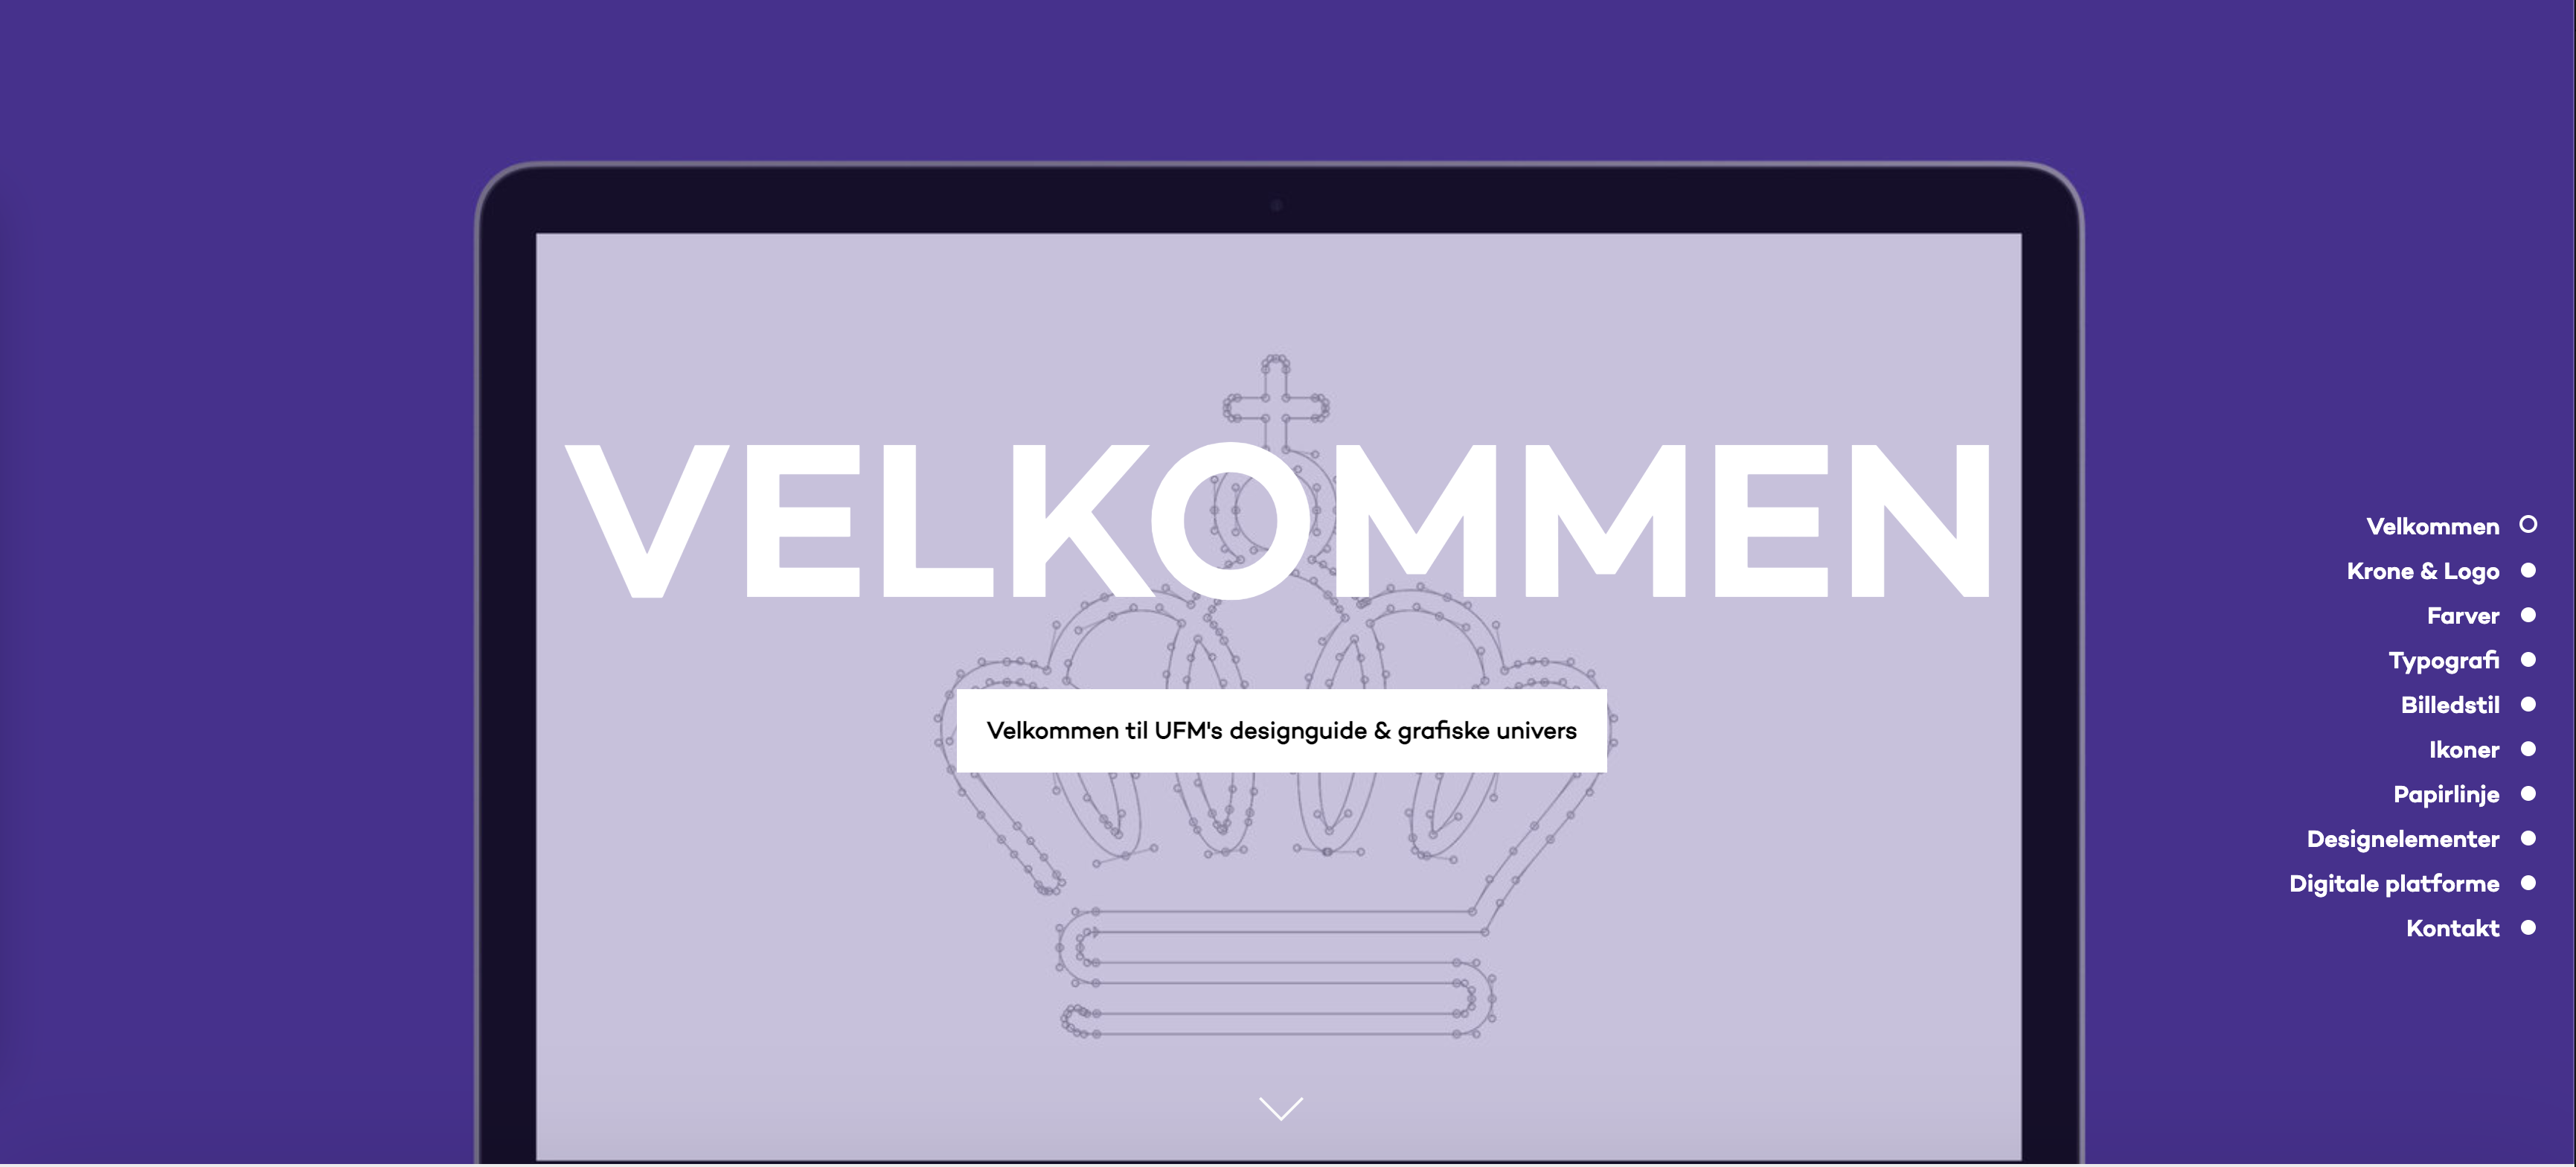 VELKOMMEN
Velkommen til UFM's designguide & grafiske univers
Velkommen
Krone & Logo
Farver
Typografi
Billedstil
Ikoner
Papirlinje
Designelementer
Digitale platforme
Kontakt